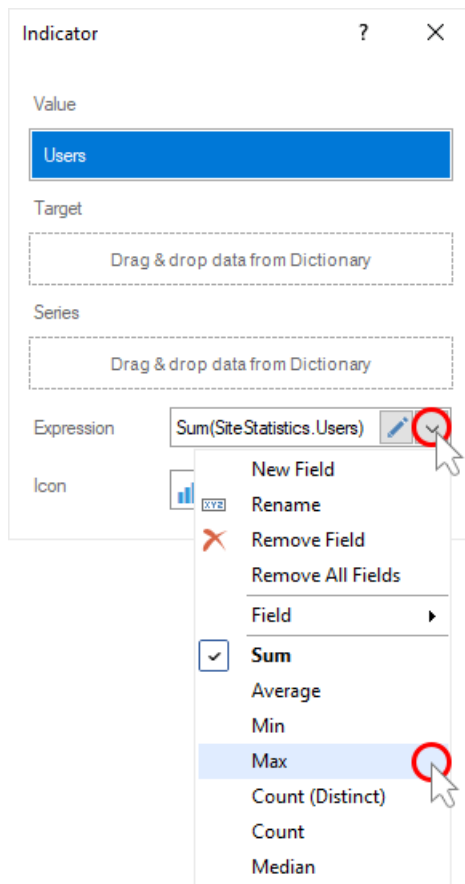 Indicator ? ×
Value
Users
Target
Drag & drop data from Dictionary
Series
Drag & drop data from Dictionary
Expression Sum(SiteStatistics.Users)
Icon
New Field
XYZ Rename
Remove Field
Remove All Fields
Field
Sum
Average
Min
Max
Count (Distinct)
Count
Median